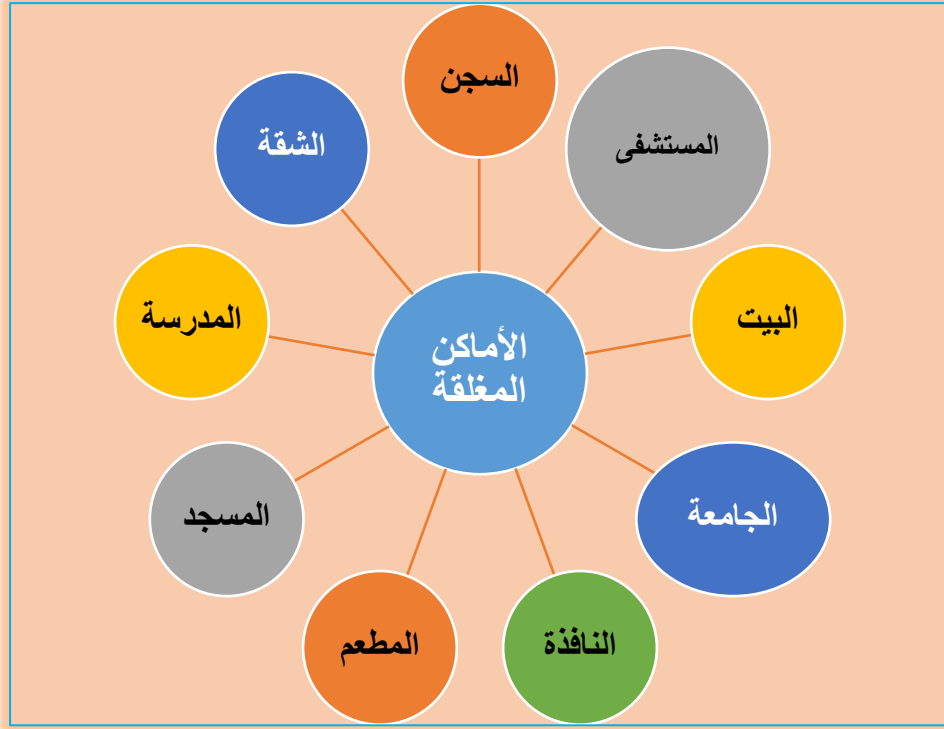 السجن
المستشفى
البيت
الجامعة
النافذة
المطعم
المسجد
المدرسة
الشقة
الأماكن
المغلقة